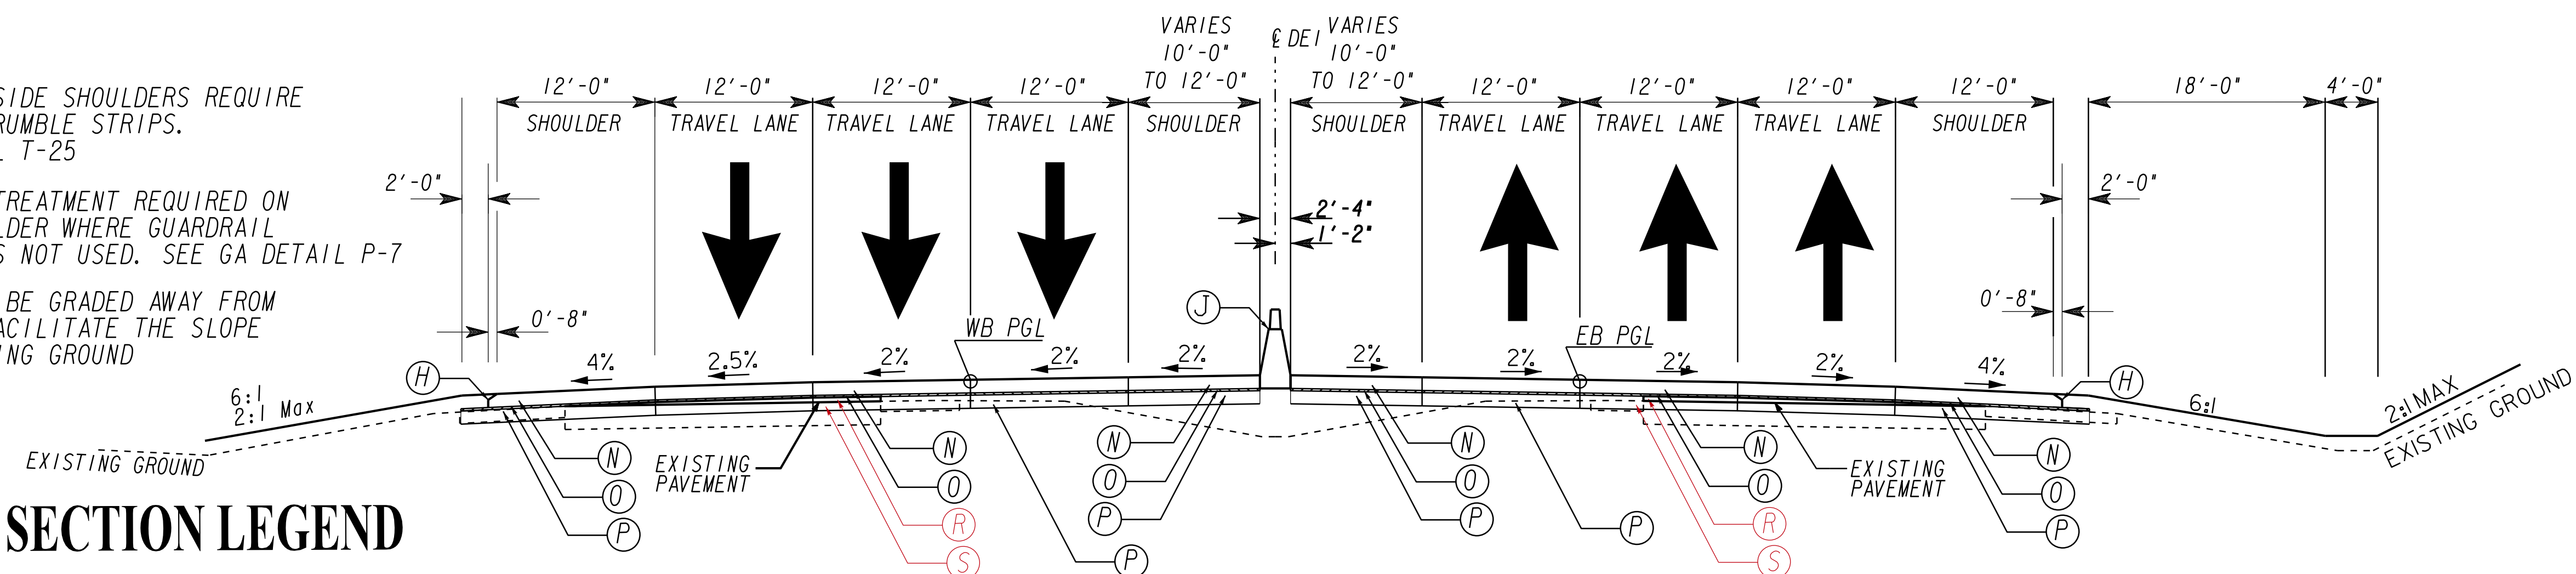 VARIES VARIES
10'-0" ℄ DE1 10'-0"
TO 12'-0" TO 12'-0"
12'-0" 12'-0" 12'-0" 12'-0" 12'-0" 12'-0" 12'-0" 12'-0" 18'-0" 4'-0"
SHOULDER TRAVEL LANE TRAVEL LANE TRAVEL LANE SHOULDER SHOULDER TRAVEL LANE TRAVEL LANE TRAVEL LANE SHOULDER
SIDE SHOULDERS REQUIRE
RUMBLE STRIPS.
T-25
TREATMENT REQUIRED ON
LDER WHERE GUARDRAIL
S NOT USED. SEE GA DETAIL P-7
BE GRADED AWAY FROM
ACILITATE THE SLOPE
ING GROUND
2'-0" 2'-4" 2'-0"
1'-2"
0'-8" J 0'-8"
WB PGL EB PGL
4% 2.5% 2% 2% 2% 2% 2% 2% 2% 4%
H H
6:1 6:1
2:1 Max 2:1 MAX
EXISTING GROUND EXISTING GROUND
N N N N N N
EXISTING EXISTING
PAVEMENT PAVEMENT
O O O O O O
P R P P P R P
S P S
SECTION LEGEND